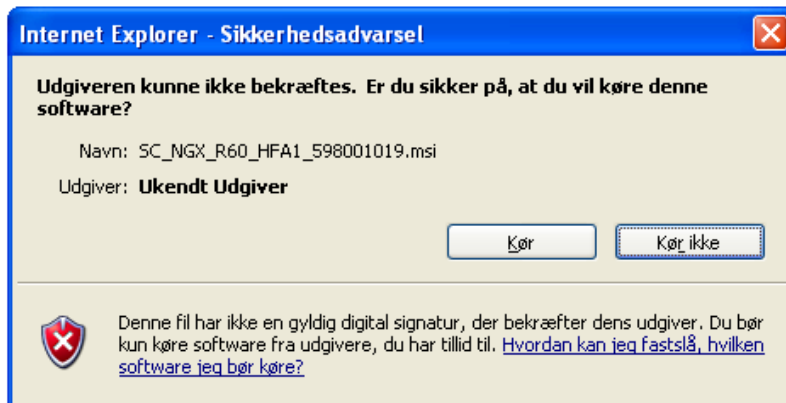 Internet Explorer - Sikkerhedsadvarsel
Udgiveren kunne ikke bekræftes. Er du sikker på, at du vil køre denne
software?
Navn: SC_NGX_R60_HFA1_598001019.msi
Udgiver: Ukendt Udgiver
Kør Kør ikke
Denne fil har ikke en gyldig digital signatur, der bekræfter dens udgiver. Du bør
kun køre software fra udgivere, du har tillid til. Hvordan kan jeg fastslå, hvilken
software jeg bør køre?